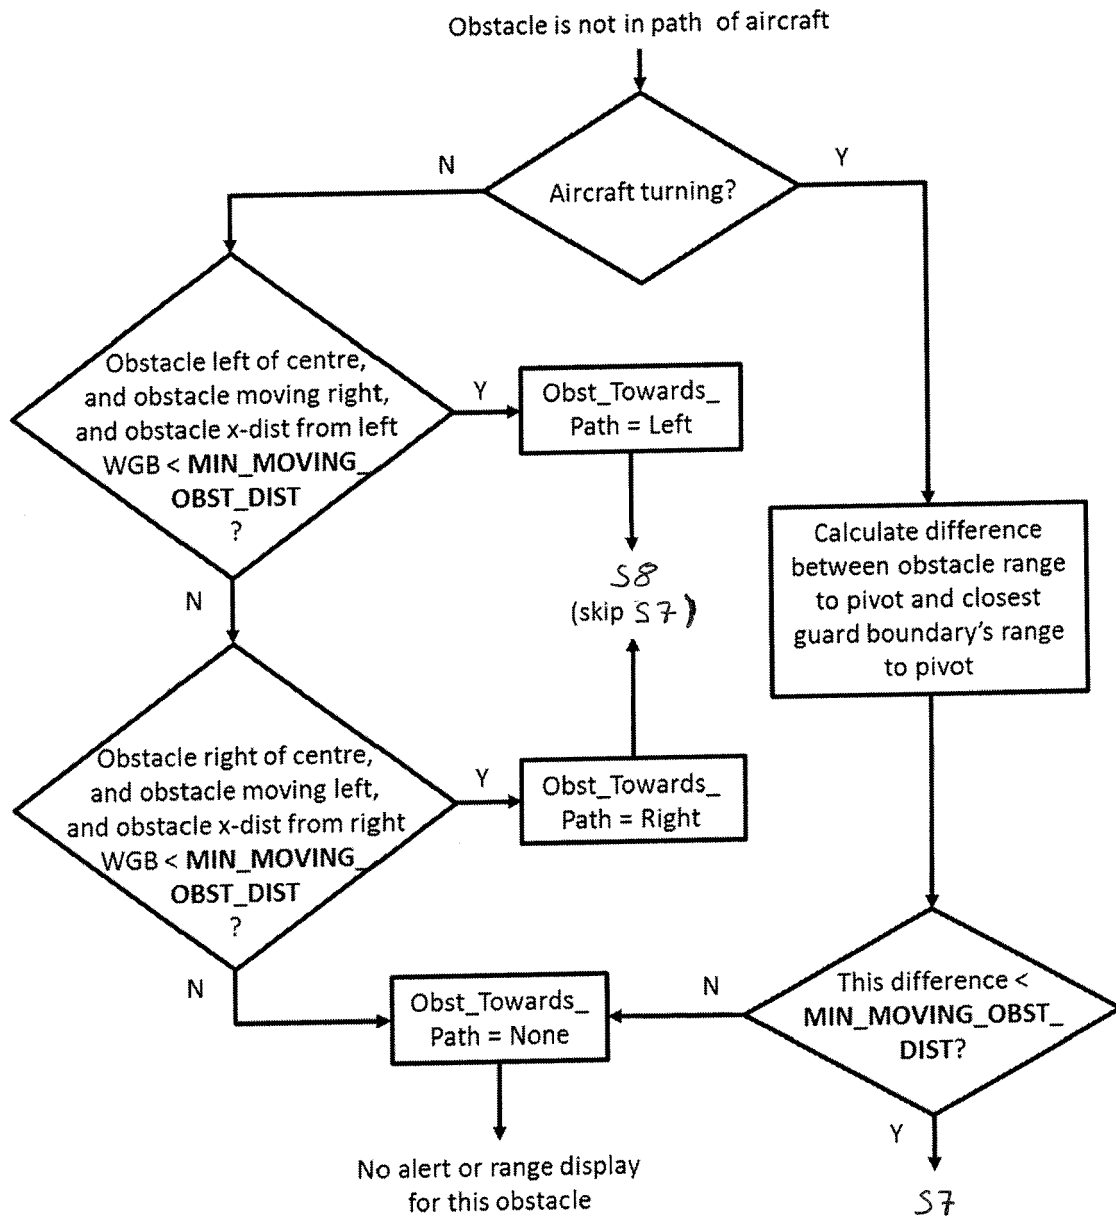 Obstacle is not in path of aircraft
N
Y
Aircraft turning?
Obstacle left of centre,
and obstacle moving right,
and obstacle x-dist from left
WGB < MIN_MOVING_
OBST_DIST
?
Y
Obst_Towards_
Path = Left
Calculate difference
between obstacle range
to pivot and closest
guard boundary's range
to pivot
S8
(skip S7)
N
Obstacle right of centre,
and obstacle moving left,
and obstacle x-dist from right
WGB < MIN_MOVING_
OBST_DIST
?
Y
Obst_Towards_
Path = Right
N
Obst_Towards_
Path = None
N
This difference <
MIN_MOVING_OBST_
DIST?
Y
No alert or range display
for this obstacle
S7